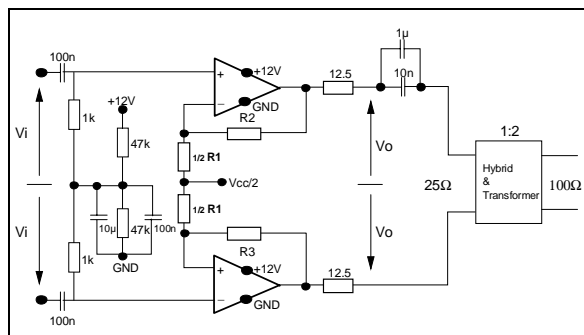 1µ
100n
+
+12V
12.5
10n
+12V
-
GND
R2
1:2
Vi
1k
47k
1/2 R1
Vo
Hybrid
&
Transformer
Vcc/2
25Ω
100Ω
10µ
47k
100n
1/2 R1
Vi
GND
R3
Vo
1k
+
+12V
12.5
-
GND
100n